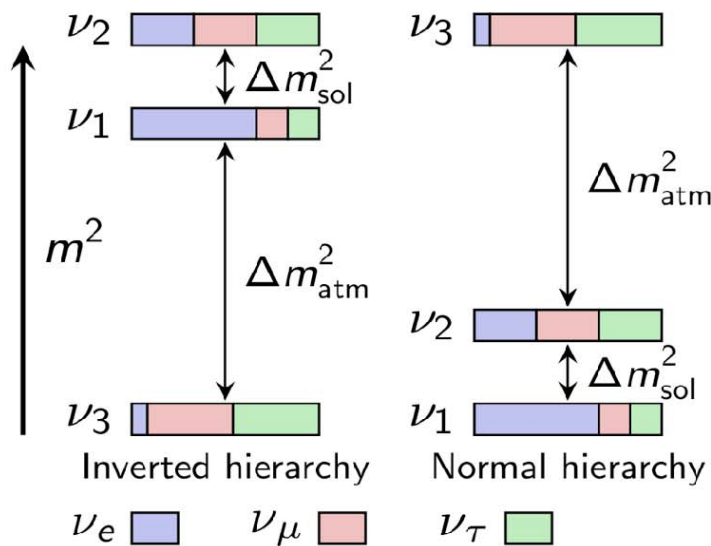 ν₂
Δm²sol
ν₁
m²
Δm²atm
ν₃
Inverted hierarchy
ν₃
Δm²atm
ν₂
Δm²sol
ν₁
Normal hierarchy
νe νμ ντ